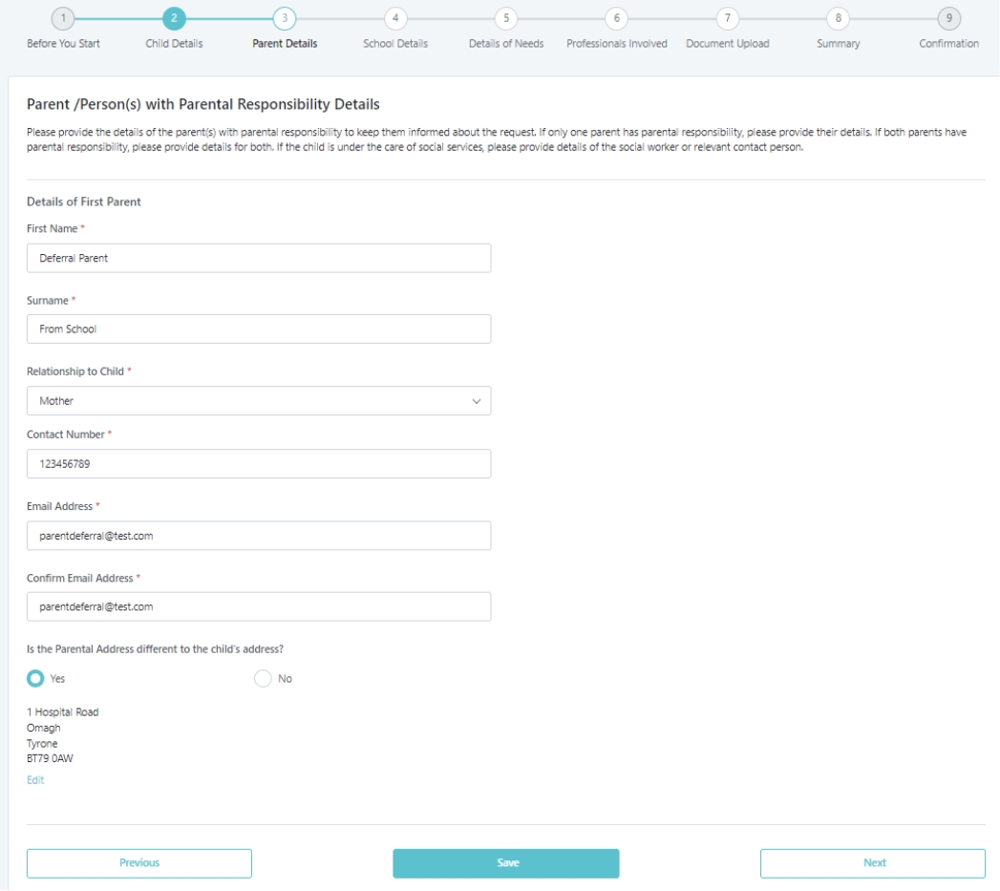 1
2
3
4
5
6
7
8
9
Before You Start
Child Details
Parent Details
School Details
Details of Needs
Professionals Involved
Document Upload
Summary
Confirmation
Parent /Person(s) with Parental Responsibility Details
Please provide the details of the parent(s) with parental responsibility to keep them informed about the request. If only one parent has parental responsibility, please provide their details. If both parents have
parental responsibility, please provide details for both. If the child is under the care of social services, please provide details of the social worker or relevant contact person.
Details of First Parent
First Name *
Deferral Parent
Surname *
From School
Relationship to Child *
Mother
Contact Number *
123456789
Email Address *
parentdeferral@test.com
Confirm Email Address *
parentdeferral@test.com
Is the Parental Address different to the child's address?
Yes
No
1 Hospital Road
Omagh
Tyrone
BT79 0AW
Edit
Previous
Save
Next